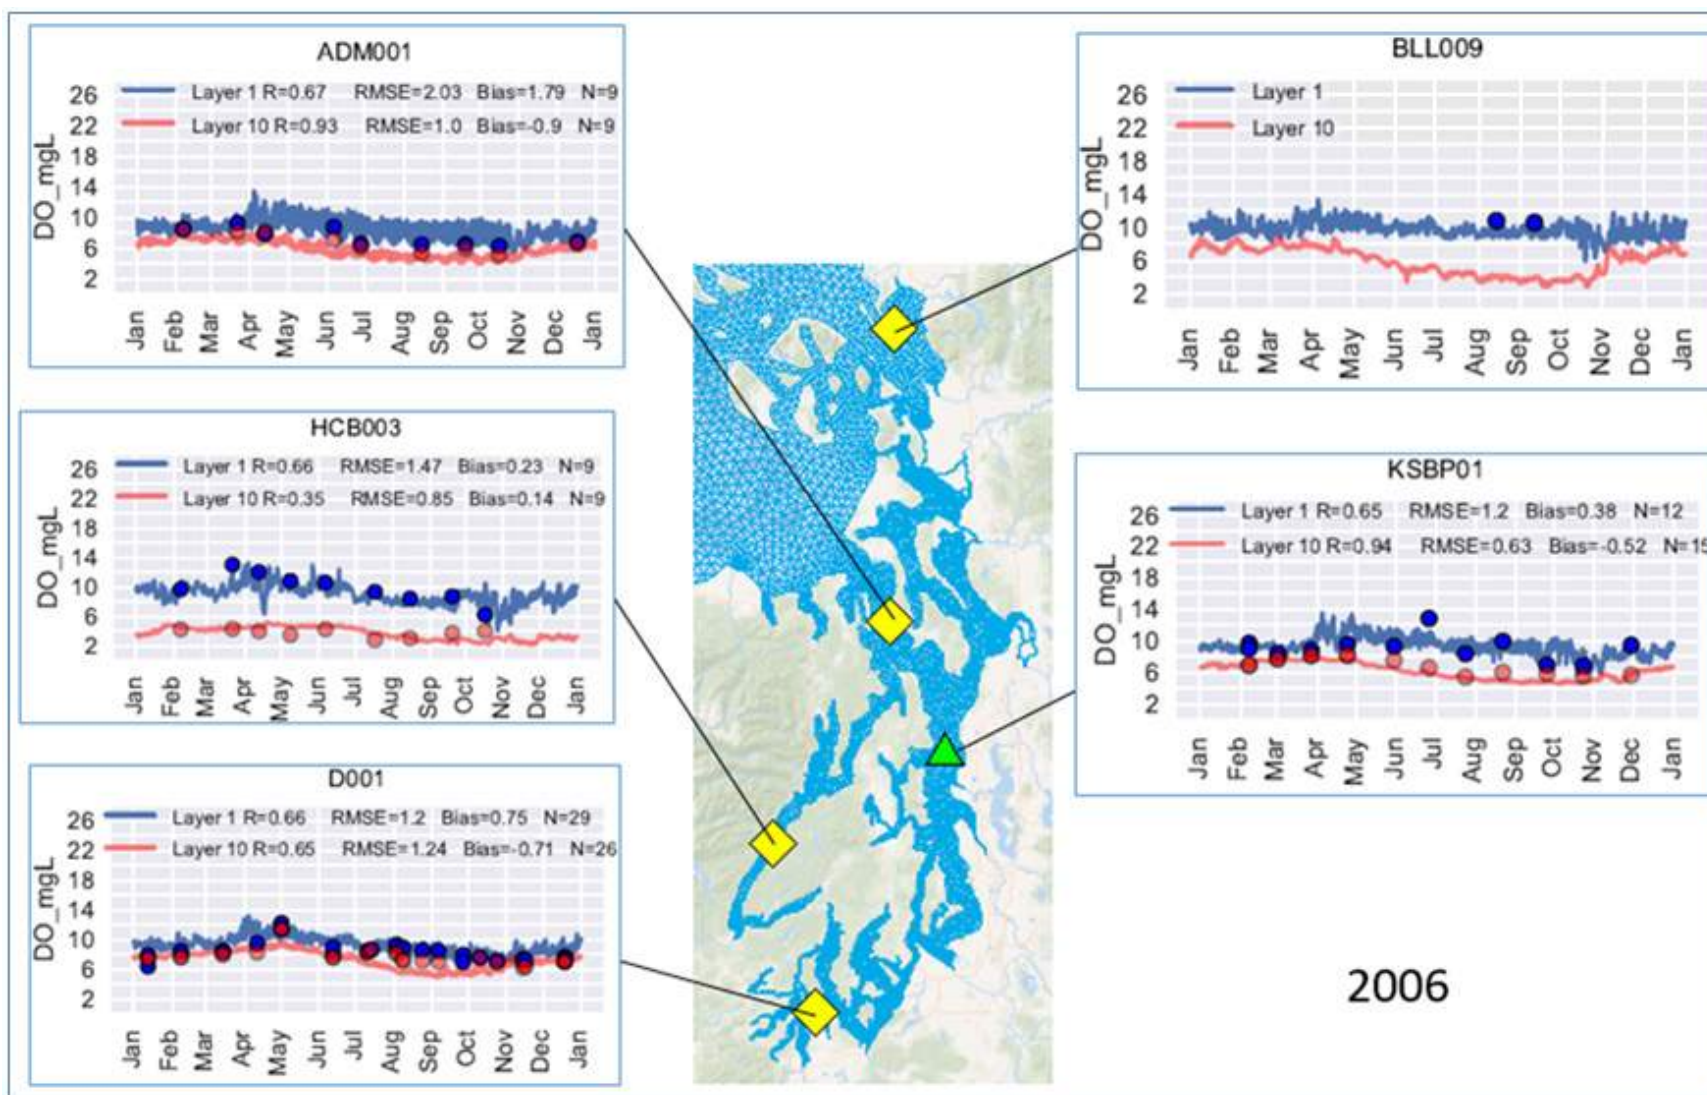 ADM001
Layer 1 R=0.67 RMSE=2.03 Bias=1.79 N=9
Layer 10 R=0.93 RMSE=1.0 Bias=-0.9 N=9
DO_mgL
26
22
18
14
10
6
2
Jan Feb Mar Apr May Jun Jul Aug Sep Oct Nov Dec Jan
BLL009
Layer 1
Layer 10
DO_mgL
26
22
18
14
10
6
2
Jan Feb Mar Apr May Jun Jul Aug Sep Oct Nov Dec Jan
HCB003
Layer 1 R=0.66 RMSE=1.47 Bias=0.23 N=9
Layer 10 R=0.35 RMSE=0.85 Bias=0.14 N=9
DO_mgL
26
22
18
14
10
6
2
Jan Feb Mar Apr May Jun Jul Aug Sep Oct Nov Dec Jan
KSBP01
Layer 1 R=0.65 RMSE=1.2 Bias=0.38 N=12
Layer 10 R=0.94 RMSE=0.63 Bias=-0.52 N=15
DO_mgL
26
22
18
14
10
6
2
Jan Feb Mar Apr May Jun Jul Aug Sep Oct Nov Dec Jan
D001
Layer 1 R=0.66 RMSE=1.2 Bias=0.75 N=29
Layer 10 R=0.65 RMSE=1.24 Bias=-0.71 N=26
DO_mgL
26
22
18
14
10
6
2
Jan Feb Mar Apr May Jun Jul Aug Sep Oct Nov Dec Jan
2006